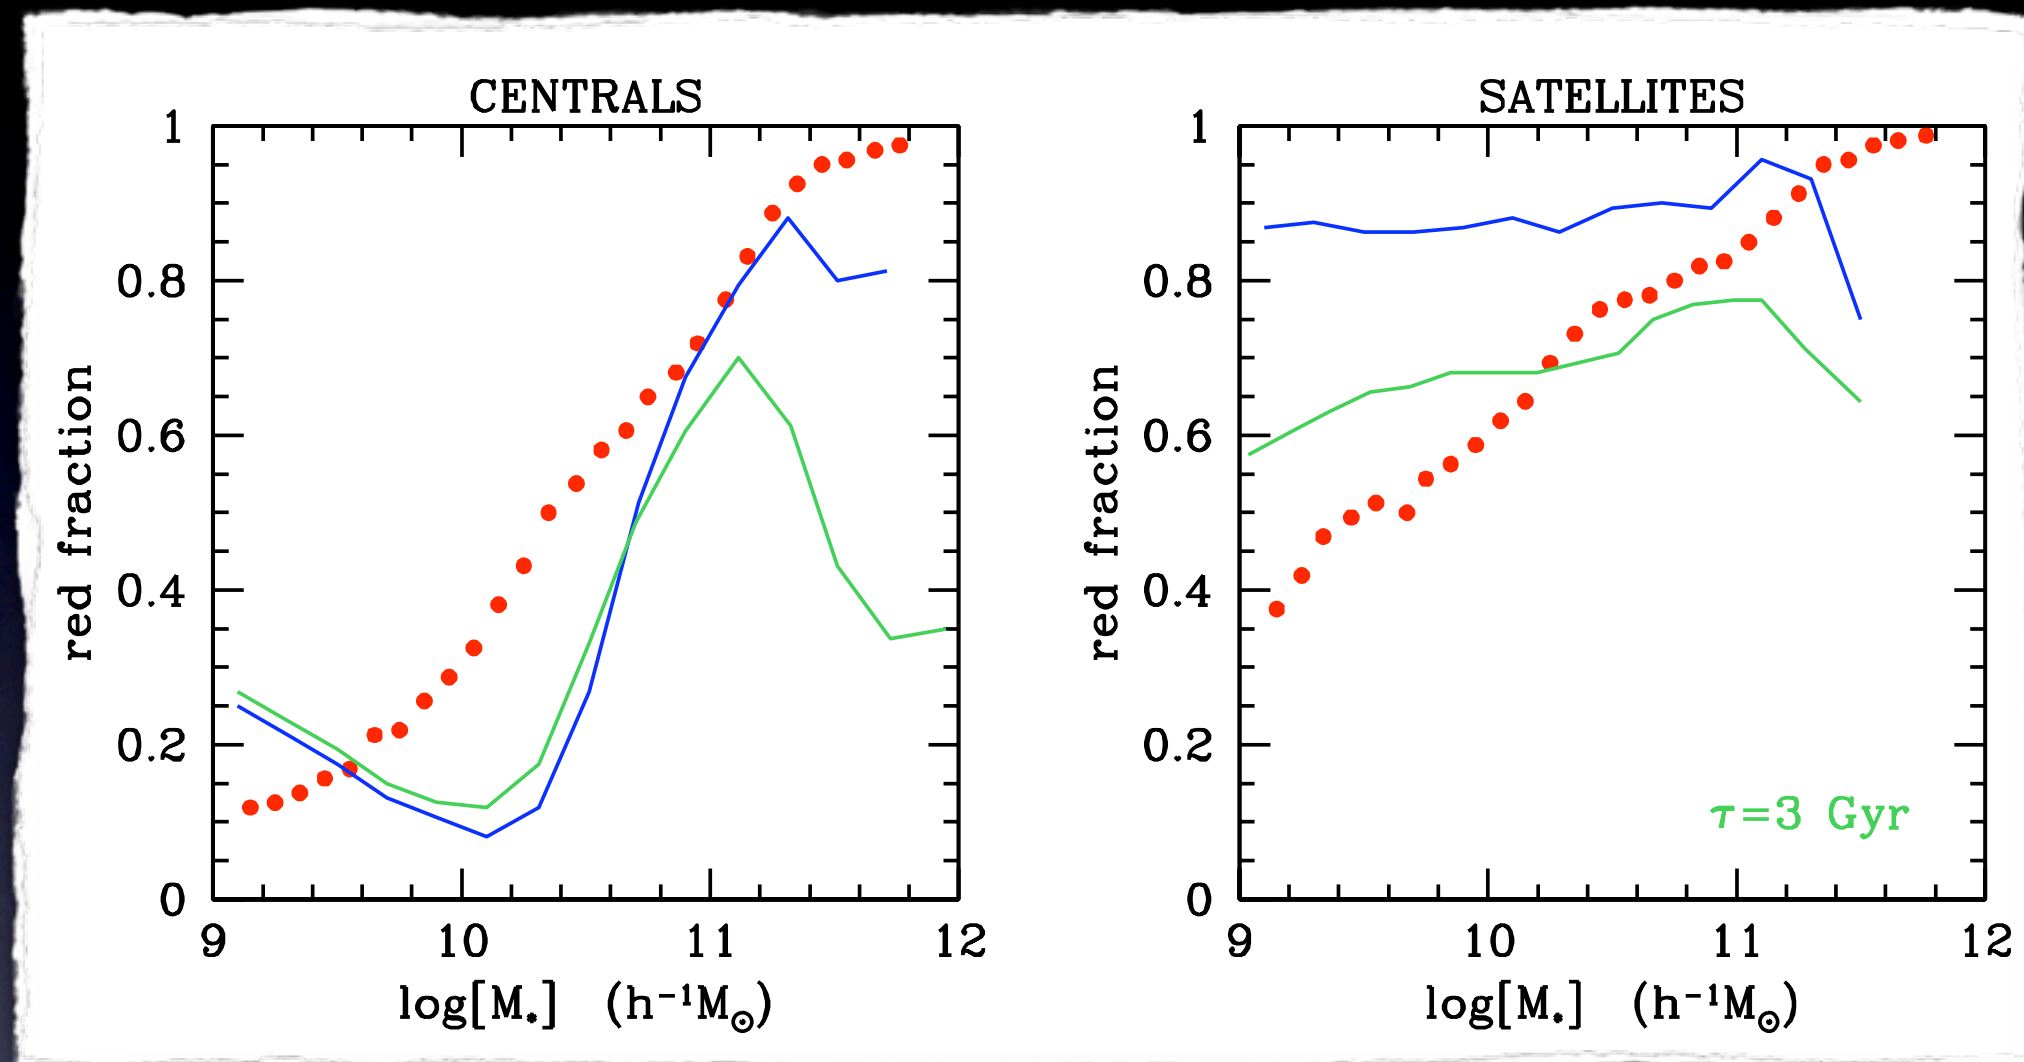 CENTRALS
1
0.8
0.6
0.4
0.2
0
9 10 11 12
red fraction
log[M*] (h⁻¹M⊙)
SATELLITES
1
0.8
0.6
0.4
0.2
0
9 10 11 12
red fraction
log[M*] (h⁻¹M⊙)
τ=3 Gyr